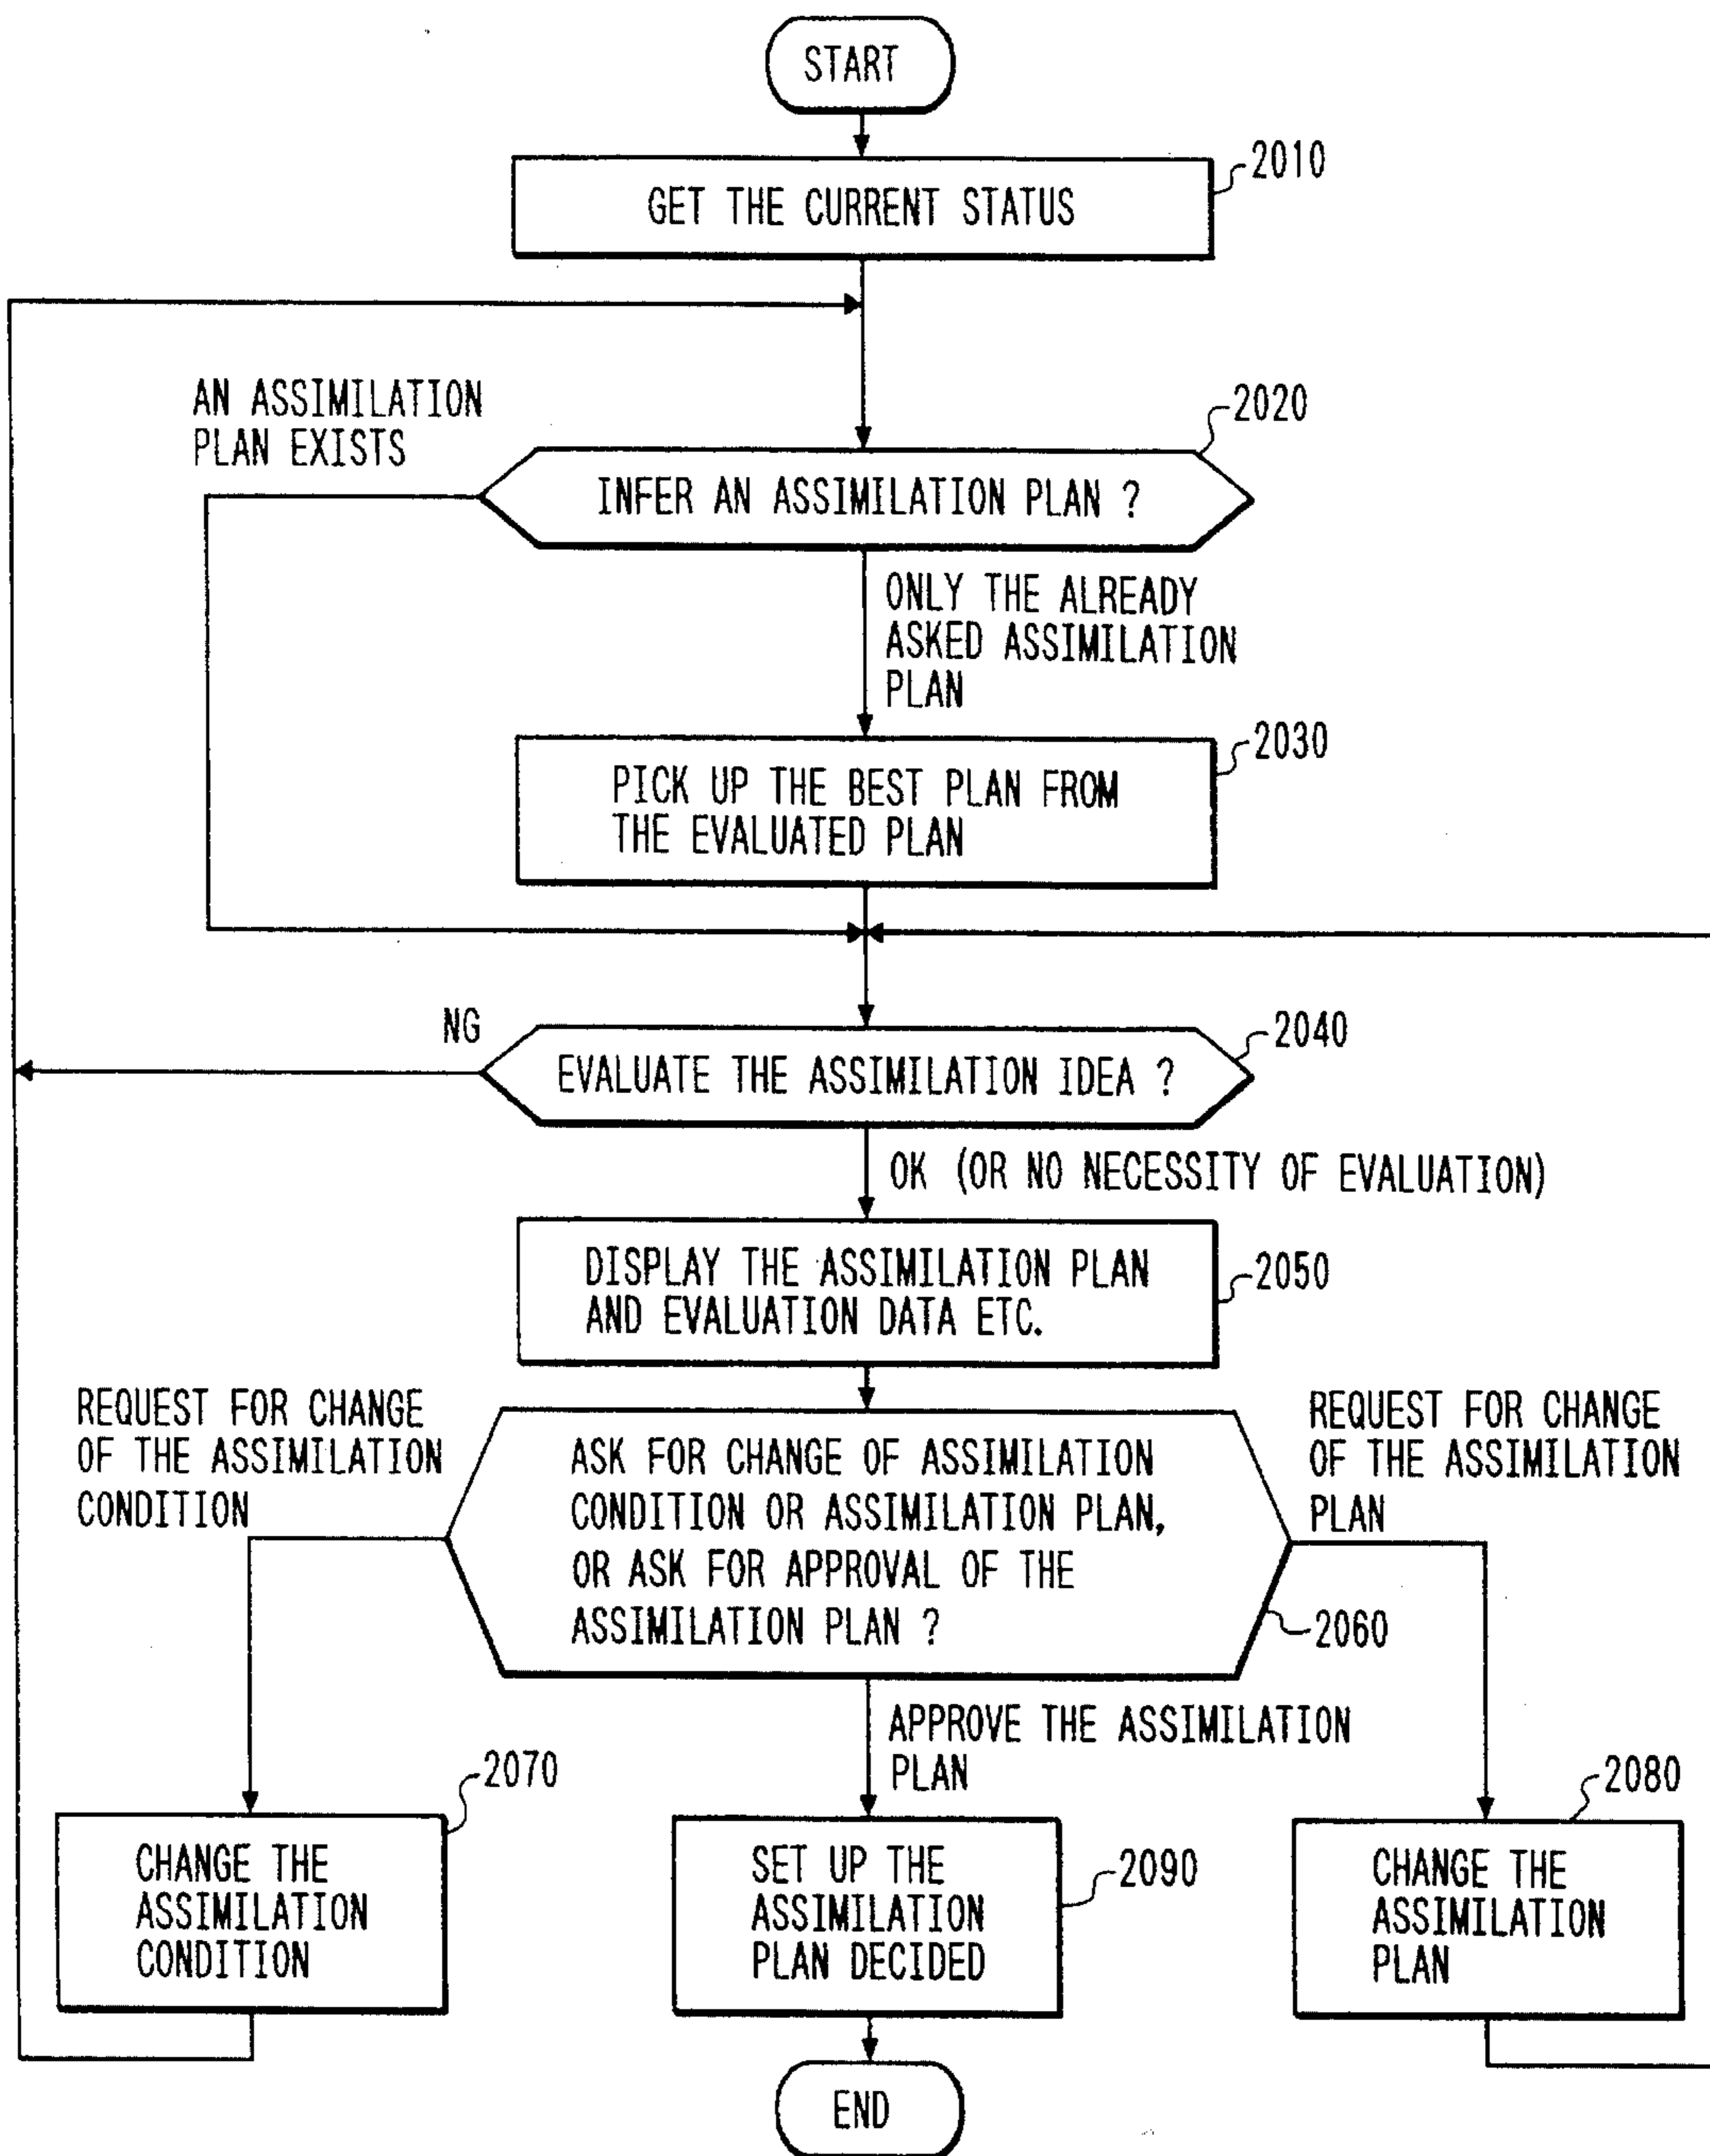 START
2010
GET THE CURRENT STATUS
AN ASSIMILATION
PLAN EXISTS
2020
INFER AN ASSIMILATION PLAN ?
ONLY THE ALREADY
ASKED ASSIMILATION
PLAN
2030
PICK UP THE BEST PLAN FROM
THE EVALUATED PLAN
NG
2040
EVALUATE THE ASSIMILATION IDEA ?
OK (OR NO NECESSITY OF EVALUATION)
DISPLAY THE ASSIMILATION PLAN
AND EVALUATION DATA ETC.
2050
REQUEST FOR CHANGE
OF THE ASSIMILATION
CONDITION
ASK FOR CHANGE OF ASSIMILATION
CONDITION OR ASSIMILATION PLAN,
OR ASK FOR APPROVAL OF THE
ASSIMILATION PLAN ?
2060
REQUEST FOR CHANGE
OF THE ASSIMILATION
PLAN
APPROVE THE ASSIMILATION
PLAN
2070
CHANGE THE
ASSIMILATION
CONDITION
2090
SET UP THE
ASSIMILATION
PLAN DECIDED
2080
CHANGE THE
ASSIMILATION
PLAN
END